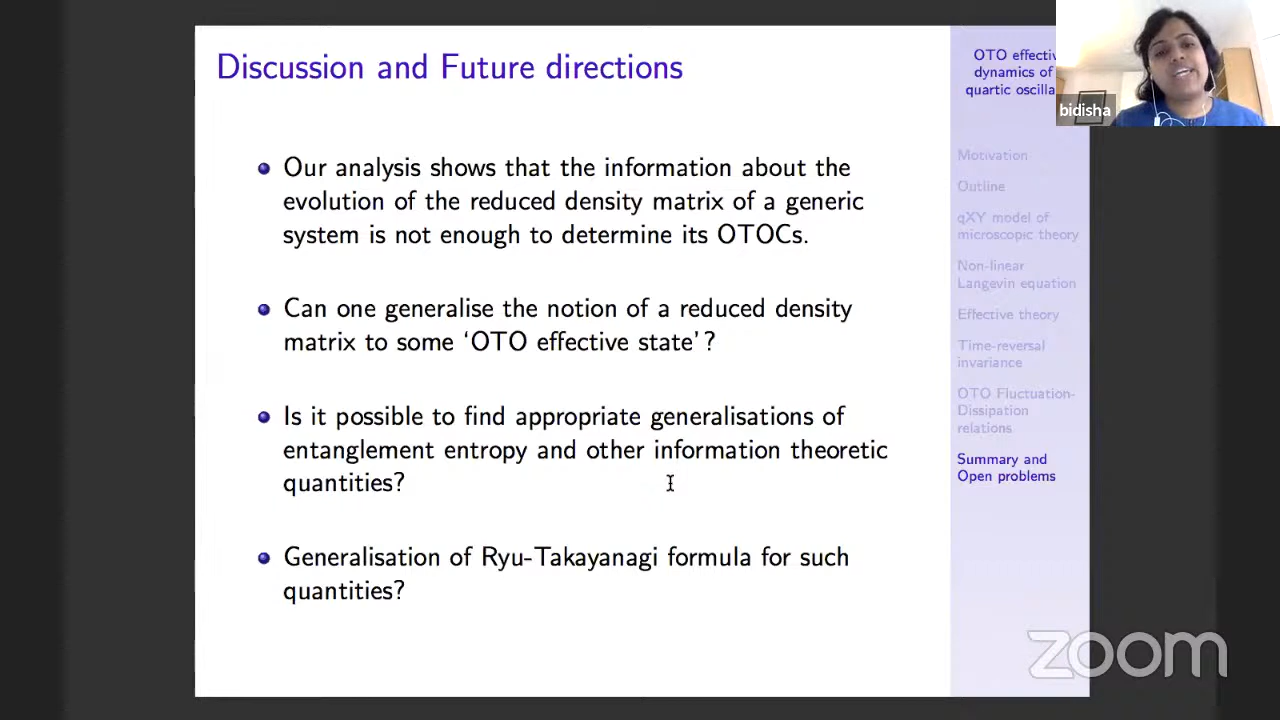 Discussion and Future directions
Our analysis shows that the information about the
evolution of the reduced density matrix of a generic
system is not enough to determine its OTOCs.
Can one generalise the notion of a reduced density
matrix to some ‘OTO effective state’?
Is it possible to find appropriate generalisations of
entanglement entropy and other information theoretic
quantities?
Generalisation of Ryu-Takayanagi formula for such
quantities?
OTO effectiv
dynamics of
quartic oscilla
Motivation
Outline
qXY model of
microscopic theory
Non-linear
Langevin equation
Effective theory
Time-reversal
invariance
OTO Fluctuation-
Dissipation
relations
Summary and
Open problems
bidisha
zoom